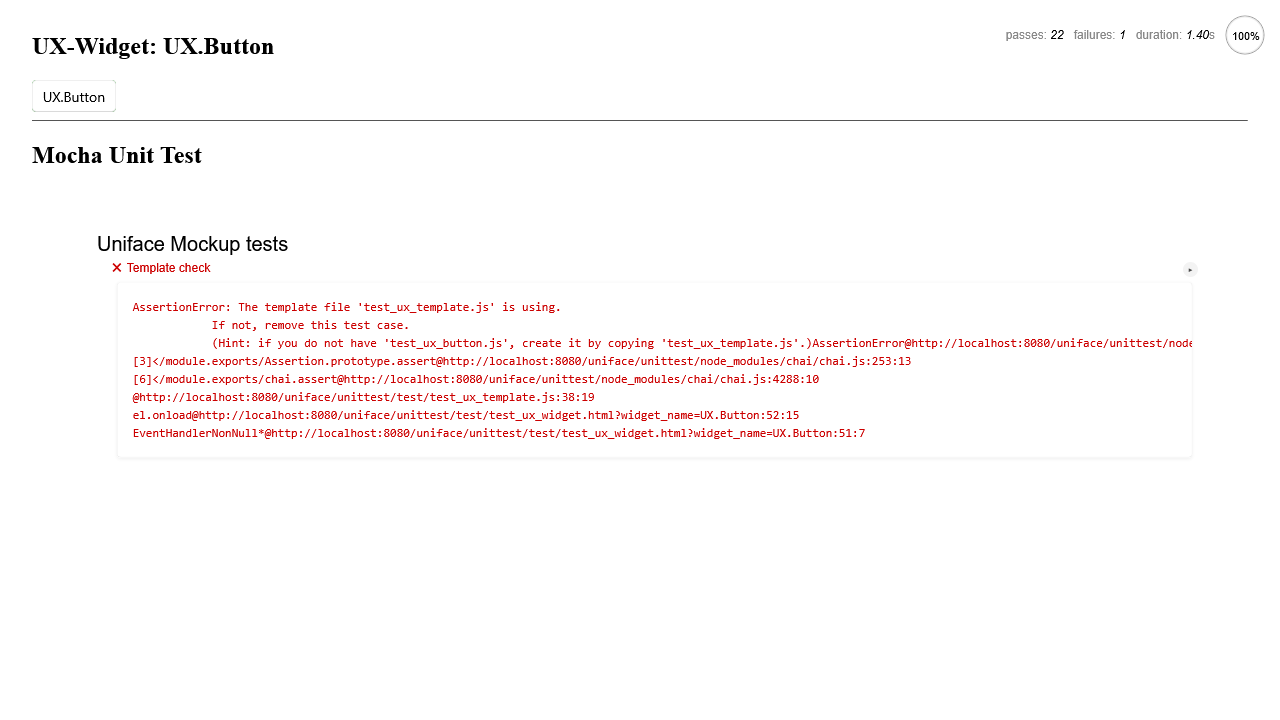 UX-Widget: UX.Button
passes: 22 failures: 1 duration: 1.40s 100%
UX.Button
Mocha Unit Test
Uniface Mockup tests
✕ Template check ▸
AssertionError: The template file 'test_ux_template.js' is using.
If not, remove this test case.
(Hint: if you do not have 'test_ux_button.js', create it by copying 'test_ux_template.js'.)AssertionError@http://localhost:8080/uniface/unittest/node
[3]</module.exports/Assertion.prototype.assert@http://localhost:8080/uniface/unittest/node_modules/chai/chai.js:253:13
[6]</module.exports/chai.assert@http://localhost:8080/uniface/unittest/node_modules/chai/chai.js:4288:10
@http://localhost:8080/uniface/unittest/test/test_ux_template.js:38:19
el.onload@http://localhost:8080/uniface/unittest/test/test_ux_widget.html?widget_name=UX.Button:52:15
EventHandlerNonNull*@http://localhost:8080/uniface/unittest/test/test_ux_widget.html?widget_name=UX.Button:51:7